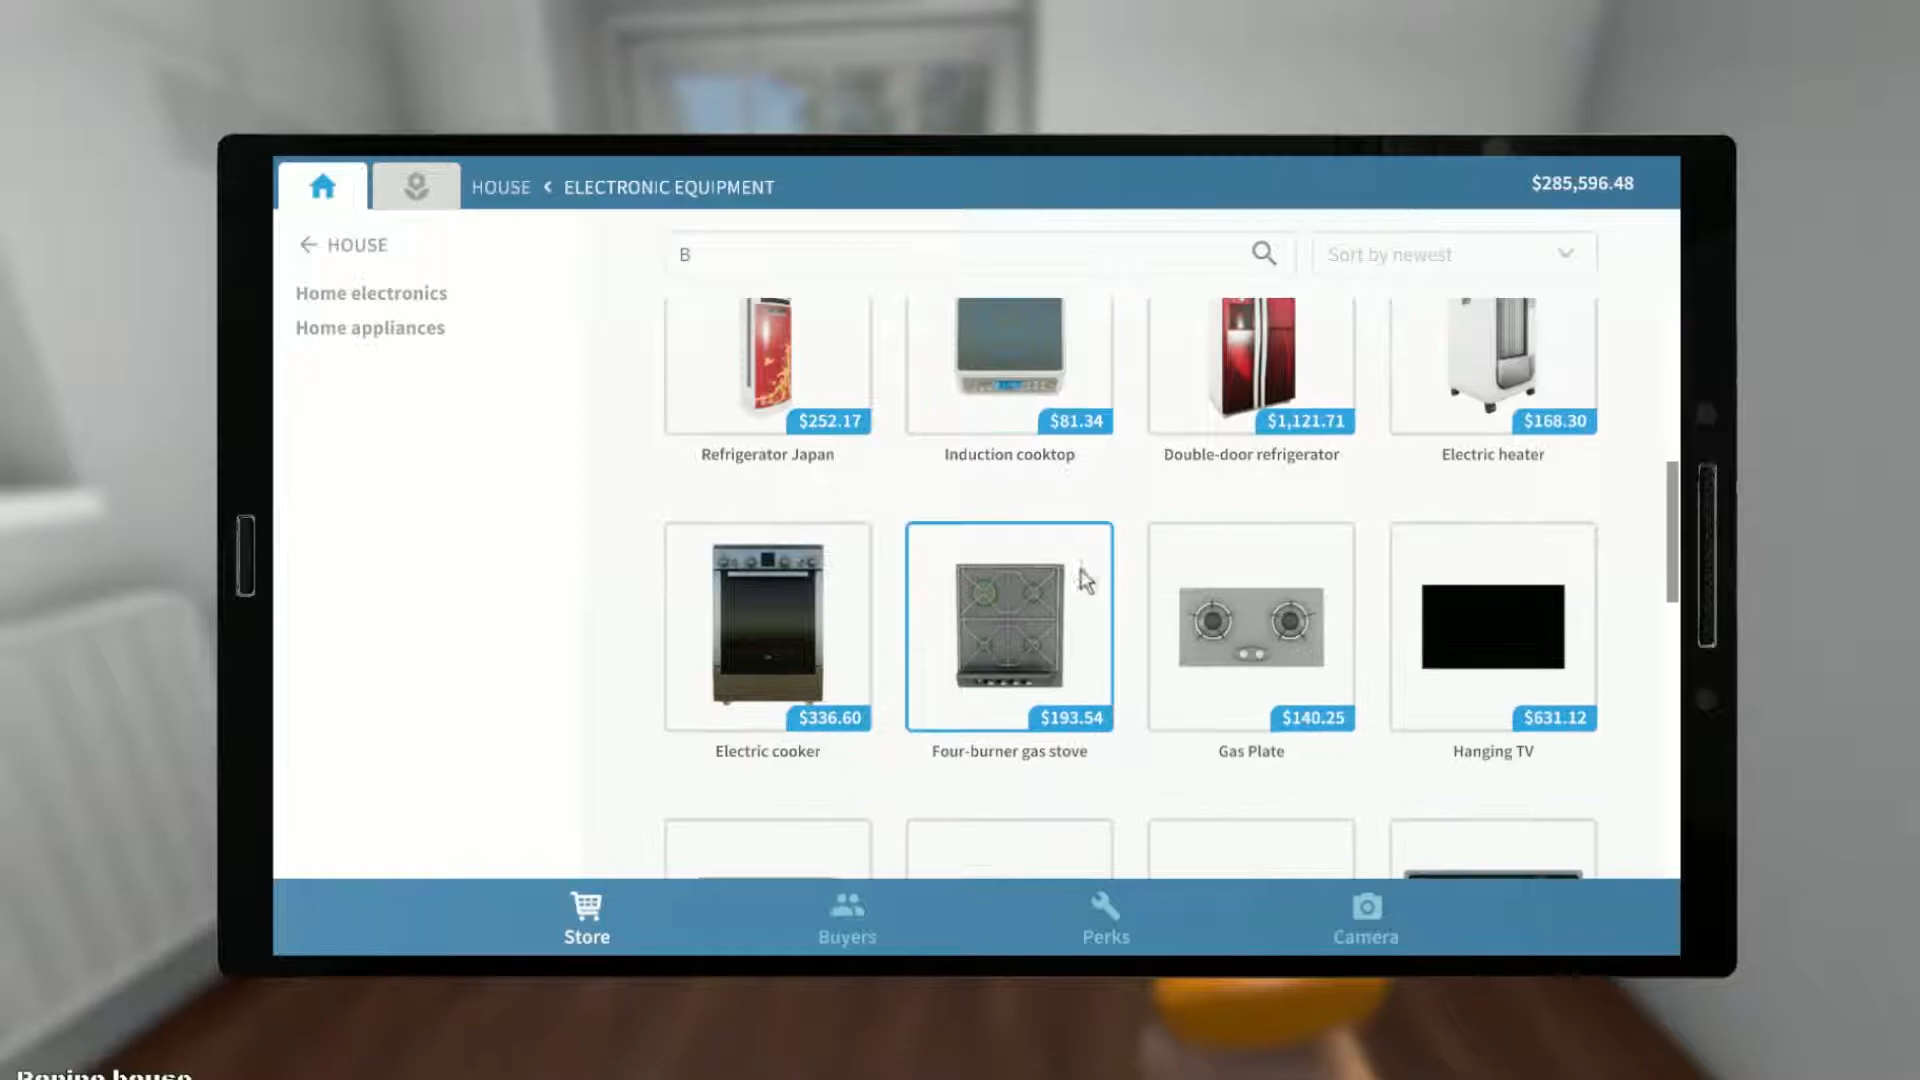 HOUSE < ELECTRONIC EQUIPMENT
$285,596.48
HOUSE
Home electronics
Home appliances
B
Sort by newest
$252.17
$81.34
$1,121.71
$168.30
Refrigerator Japan
Induction cooktop
Double-door refrigerator
Electric heater
$336.60
$193.54
$140.25
$631.12
Electric cooker
Four-burner gas stove
Gas Plate
Hanging TV
Store
Buyers
Perks
Camera
house